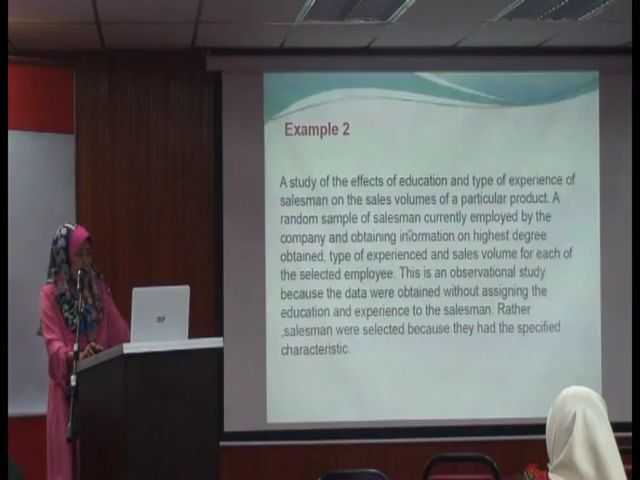 Example 2
A study of the effects of education and type of experience of
salesman on the sales volumes of a particular product. A
random sample of salesman currently employed by the
company and obtaining information on highest degree
obtained, type of experienced and sales volume for each of
the selected employee. This is an observational study
because the data were obtained without assigning the
education and experience to the salesman. Rather
,salesman were selected because they had the specified
characteristic.